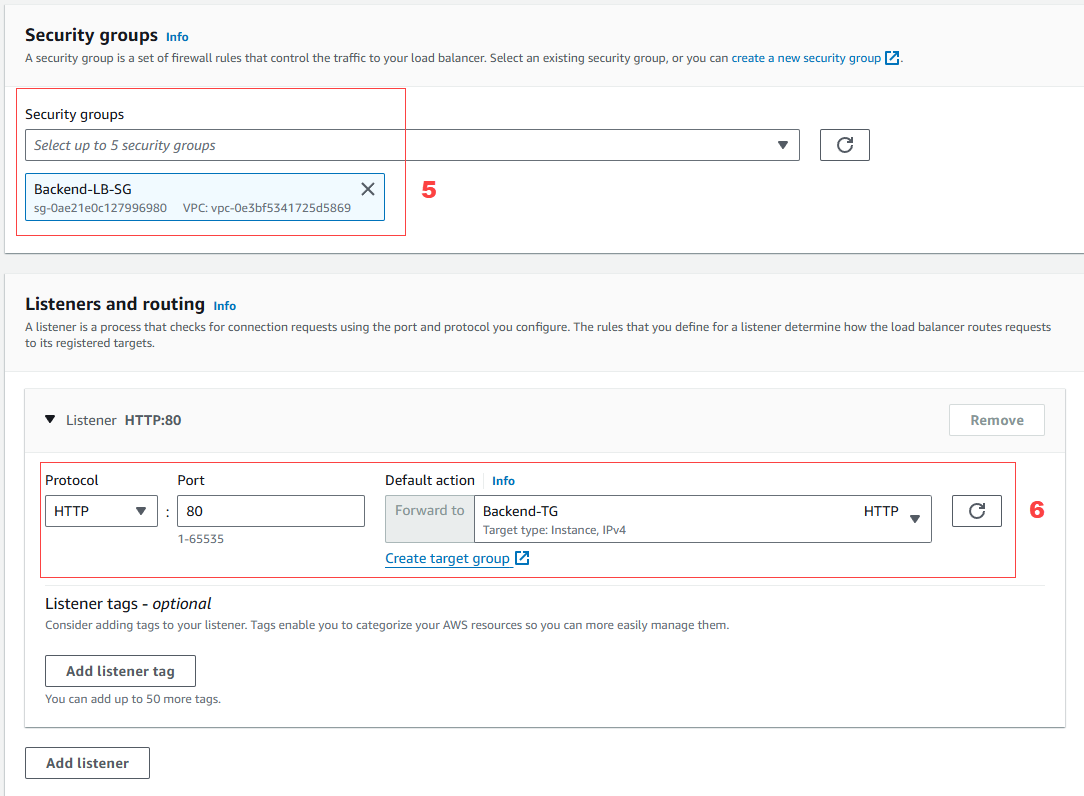 Security groups Info
A security group is a set of firewall rules that control the traffic to your load balancer. Select an existing security group, or you can create a new security group.
Security groups
Select up to 5 security groups
Backend-LB-SG
sg-0ae21e0c127996980 VPC: vpc-0e3bf5341725d5869
5
Listeners and routing Info
A listener is a process that checks for connection requests using the port and protocol you configure. The rules that you define for a listener determine how the load balancer routes requests
to its registered targets.
Listener HTTP:80
Remove
Protocol Port Default action Info
HTTP : 80 Forward to Backend-TG HTTP
Target type: Instance, IPv4
6
1-65535
Create target group
Listener tags - optional
Consider adding tags to your listener. Tags enable you to categorize your AWS resources so you can more easily manage them.
Add listener tag
You can add up to 50 more tags.
Add listener